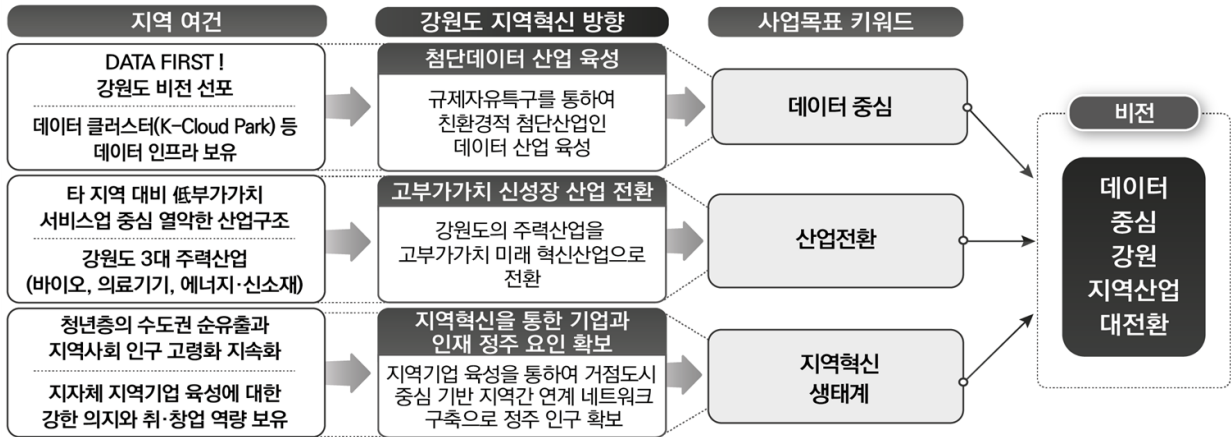 지역 여건
강원도 지역혁신 방향
사업목표 키워드
DATA FIRST !
강원도 비전 선포
데이터 클러스터(K-Cloud Park) 등
데이터 인프라 보유
첨단데이터 산업 육성
규제자유특구를 통하여
친환경적 첨단산업인
데이터 산업 육성
데이터 중심
타 지역 대비 低부가가치
서비스업 중심 열악한 산업구조
강원도 3대 주력산업
(바이오, 의료기기, 에너지·신소재)
고부가가치 신성장 산업 전환
강원도의 주력산업을
고부가가치 미래 혁신산업으로
전환
산업전환
청년층의 수도권 순유출과
지역사회 인구 고령화 지속화
지자체 지역기업 육성에 대한
강한 의지와 취·창업 역량 보유
지역혁신을 통한 기업과
인재 정주 요인 확보
지역기업 육성을 통하여 거점도시
중심 기반 지역간 연계 네트워크
구축으로 정주 인구 확보
지역혁신
생태계
비전
데이터
중심
강원
지역산업
대전환